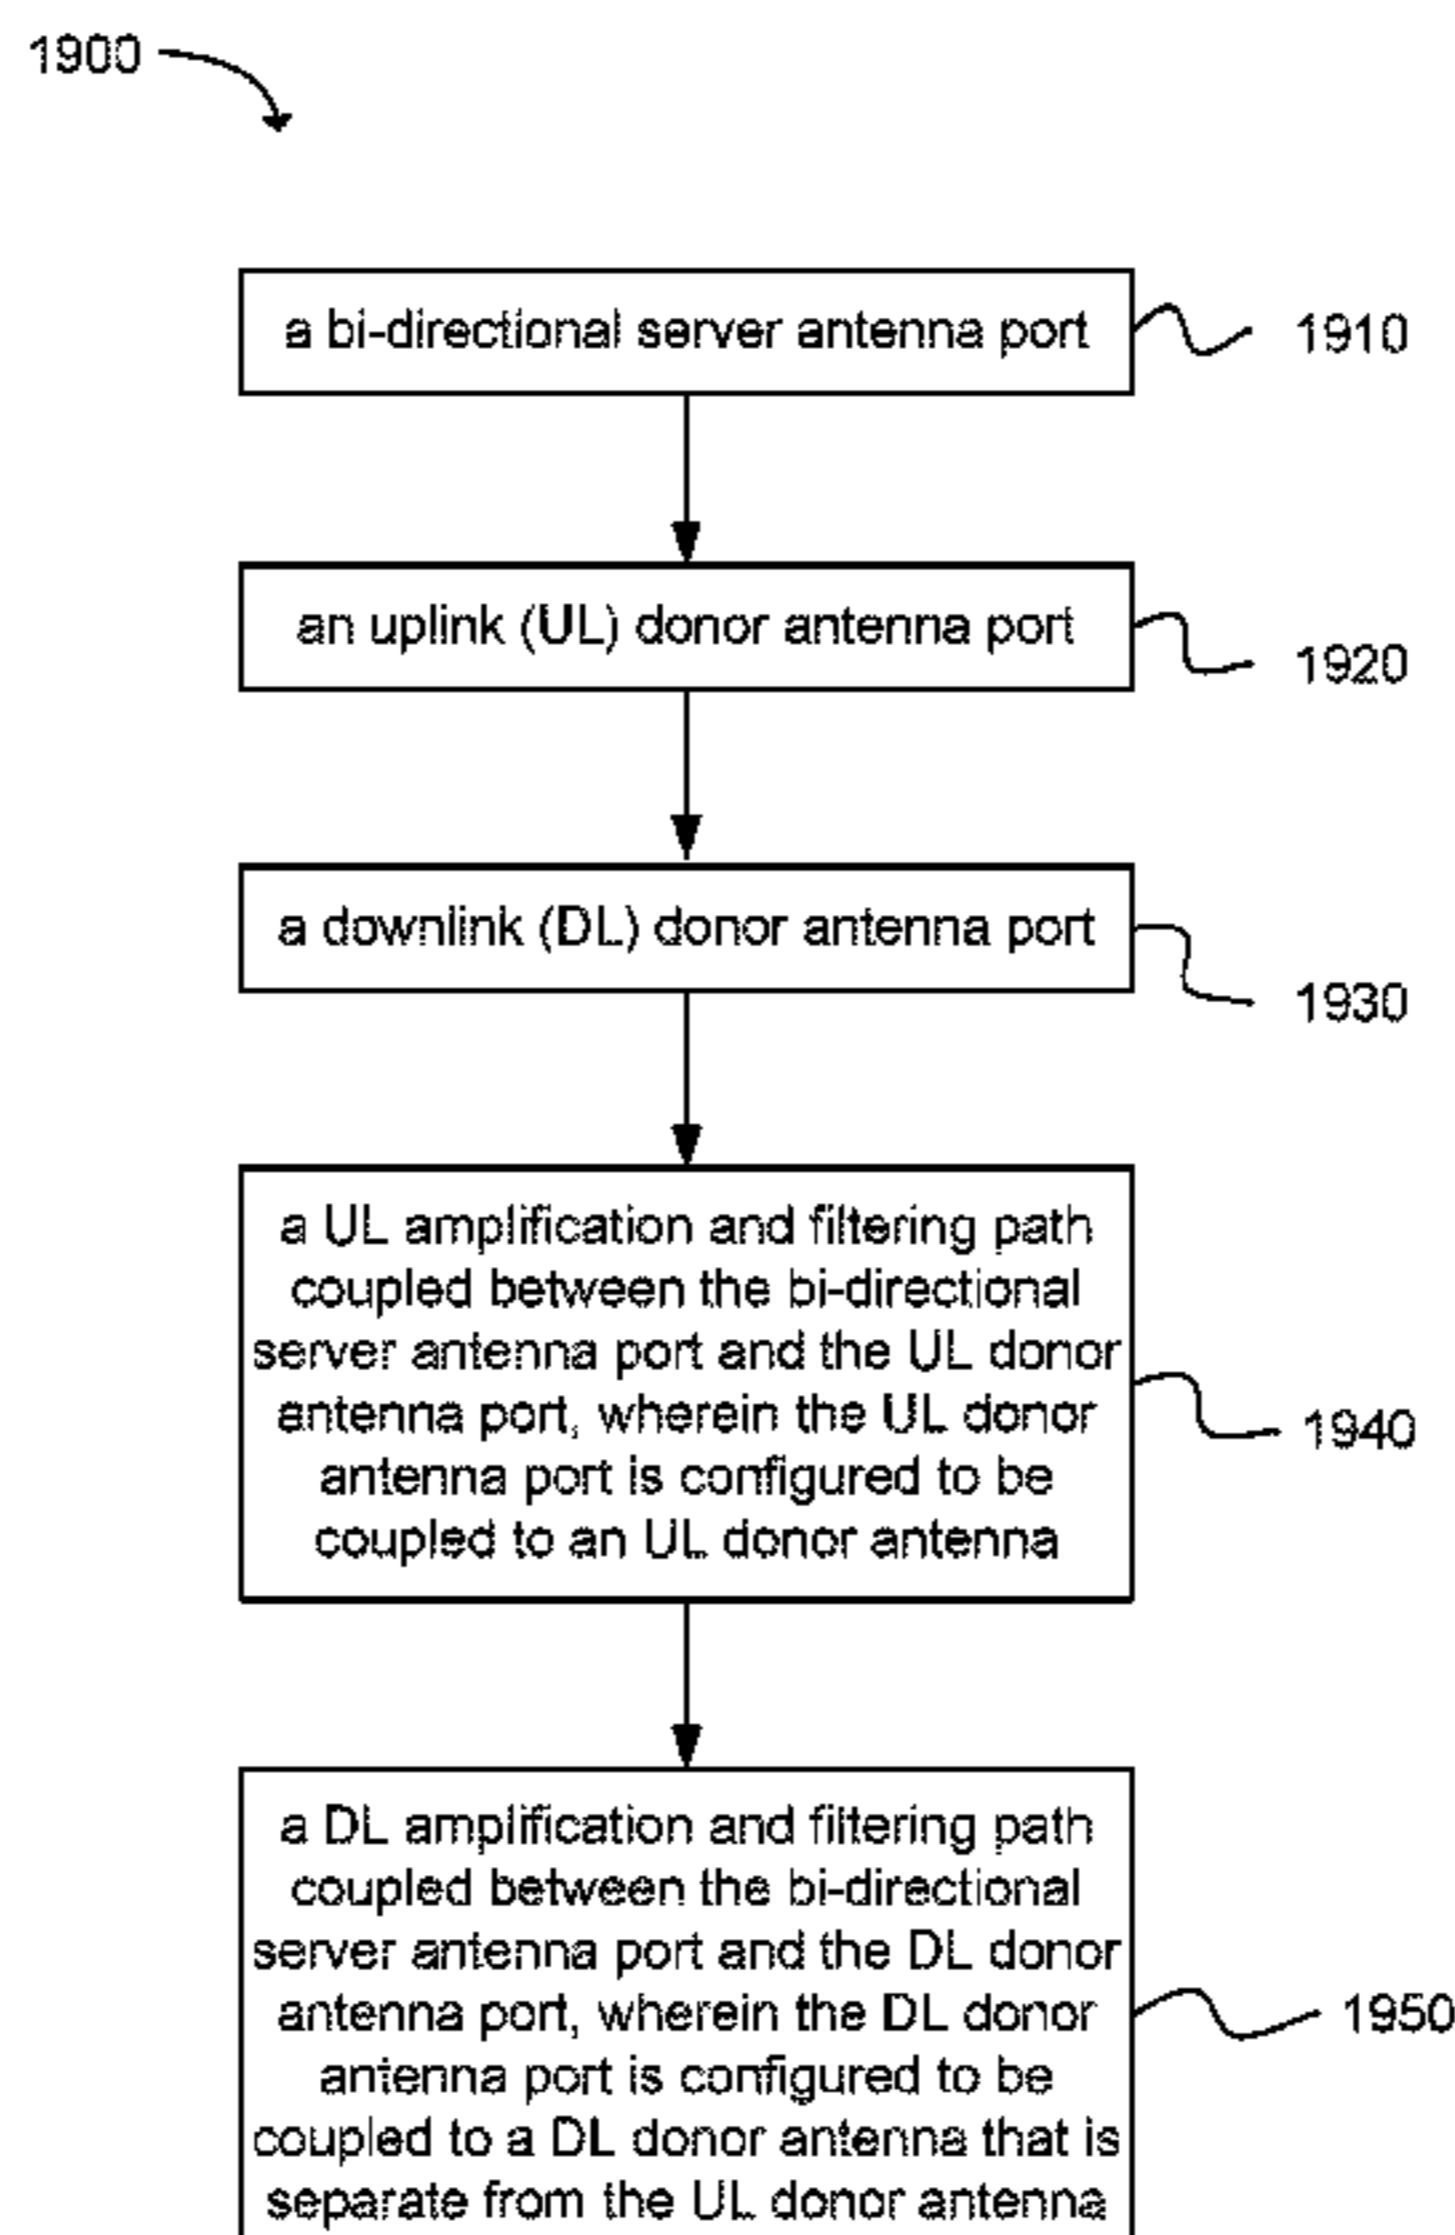 1900
a bi-directional server antenna port
1910
an uplink (UL) donor antenna port
1920
a downlink (DL) donor antenna port
1930
a UL amplification and filtering path
coupled between the bi-directional
server antenna port and the UL donor
antenna port, wherein the UL donor
antenna port is configured to be
coupled to an UL donor antenna
1940
a DL amplification and filtering path
coupled between the bi-directional
server antenna port and the DL donor
antenna port, wherein the DL donor
antenna port is configured to be
coupled to a DL donor antenna that is
separate from the UL donor antenna
1950